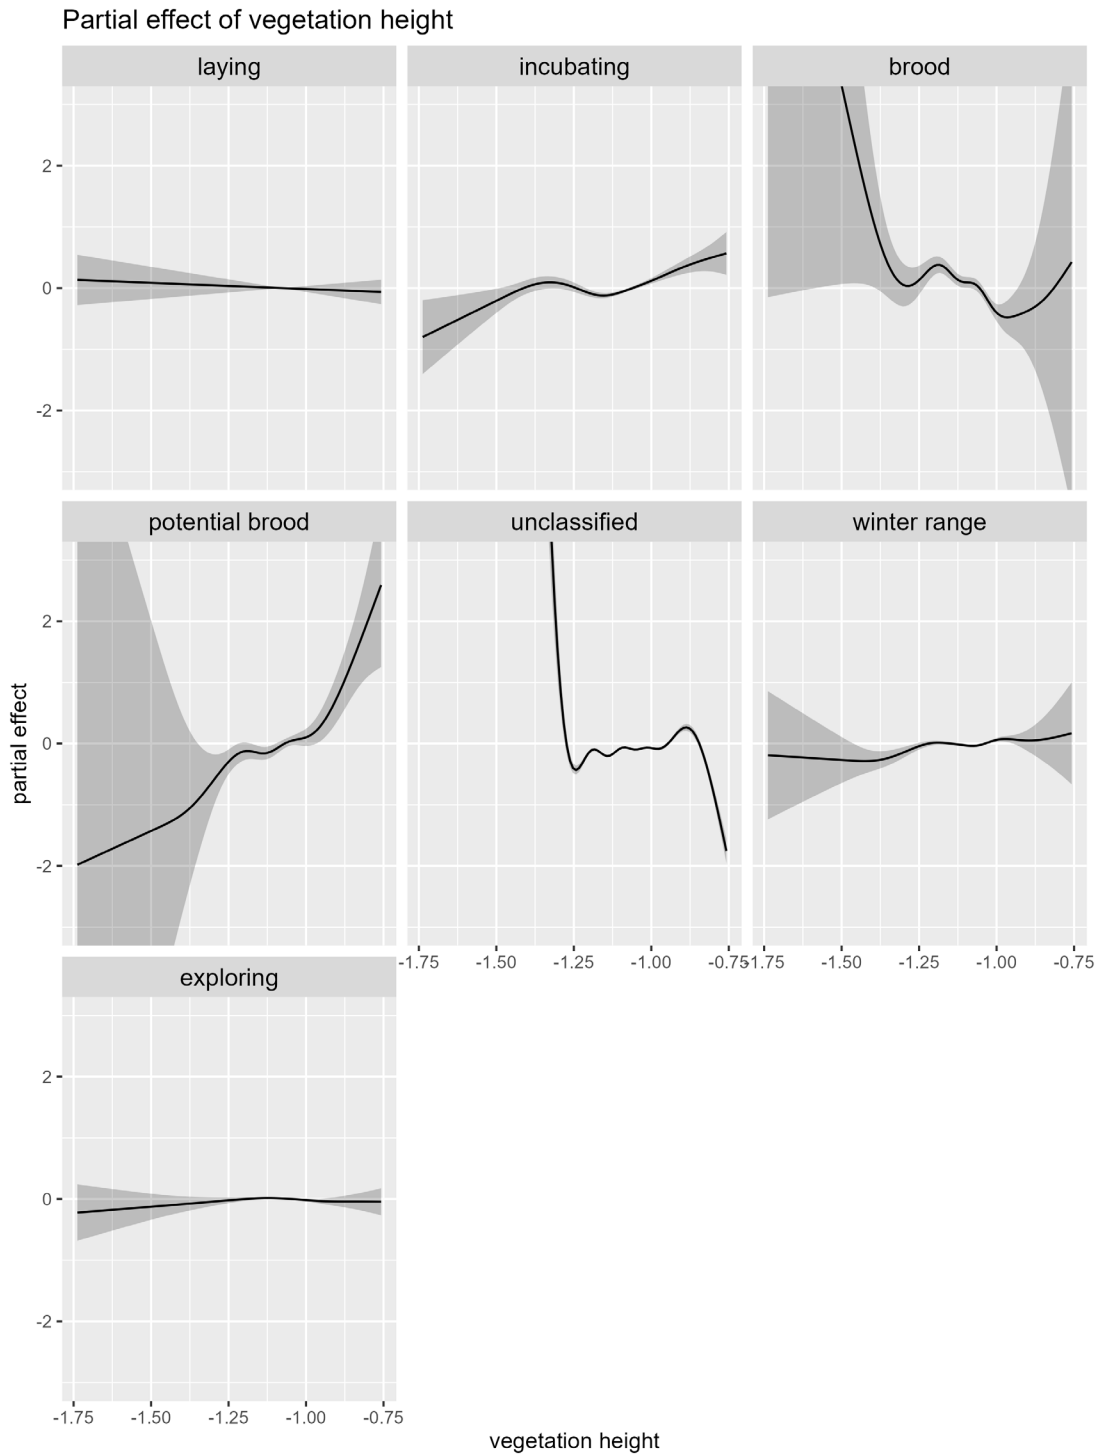 Partial effect of vegetation height
laying
incubating
brood
2
0
-2
potential brood
unclassified
winter range
2
0
-2
-1.75 -1.50 -1.25 -1.00 -0.75
-1.75 -1.50 -1.25 -1.00 -0.75
exploring
2
0
-2
-1.75 -1.50 -1.25 -1.00 -0.75
partial effect
vegetation height